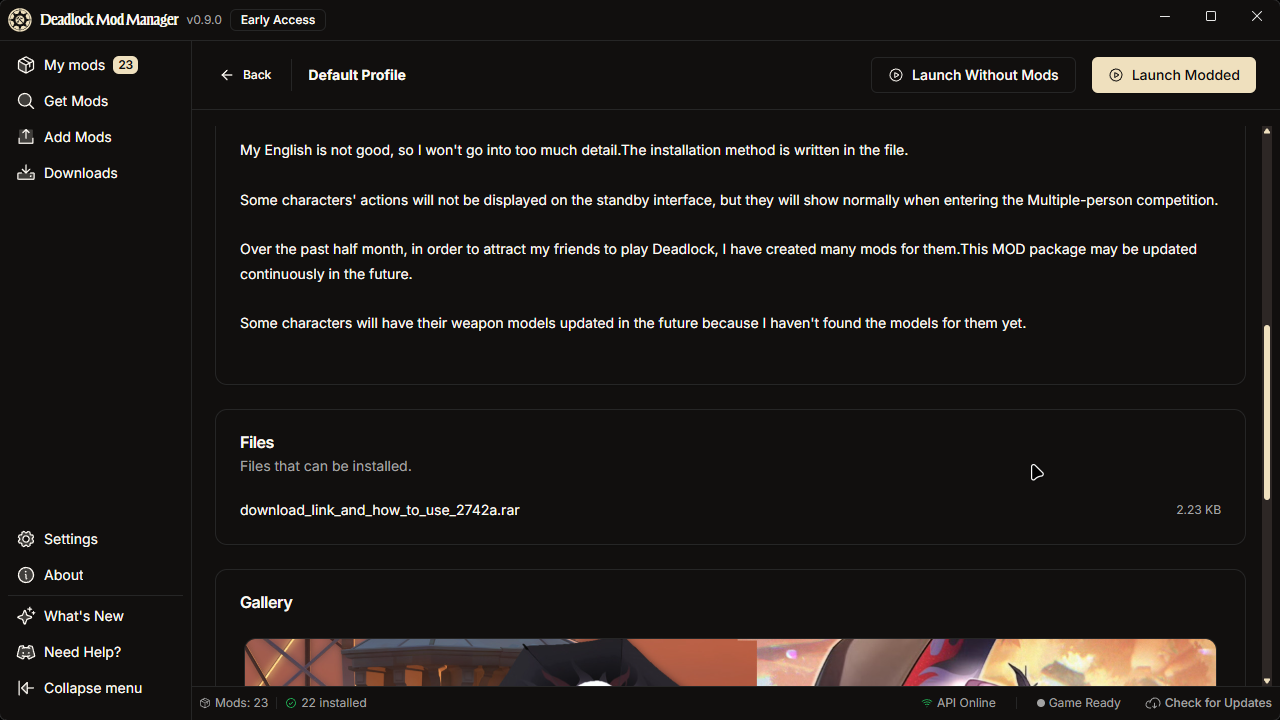 Deadlock Mod Manager v0.9.0 Early Access
My mods 23
Get Mods
Add Mods
Downloads
Settings
About
What's New
Need Help?
Collapse menu
Back Default Profile Launch Without Mods Launch Modded
My English is not good, so I won't go into too much detail.The installation method is written in the file.
Some characters' actions will not be displayed on the standby interface, but they will show normally when entering the Multiple-person competition.
Over the past half month, in order to attract my friends to play Deadlock, I have created many mods for them.This MOD package may be updated
continuously in the future.
Some characters will have their weapon models updated in the future because I haven't found the models for them yet.
Files
Files that can be installed.
download_link_and_how_to_use_2742a.rar 2.23 KB
Gallery
Mods: 23 22 installed API Online Game Ready Check for Updates